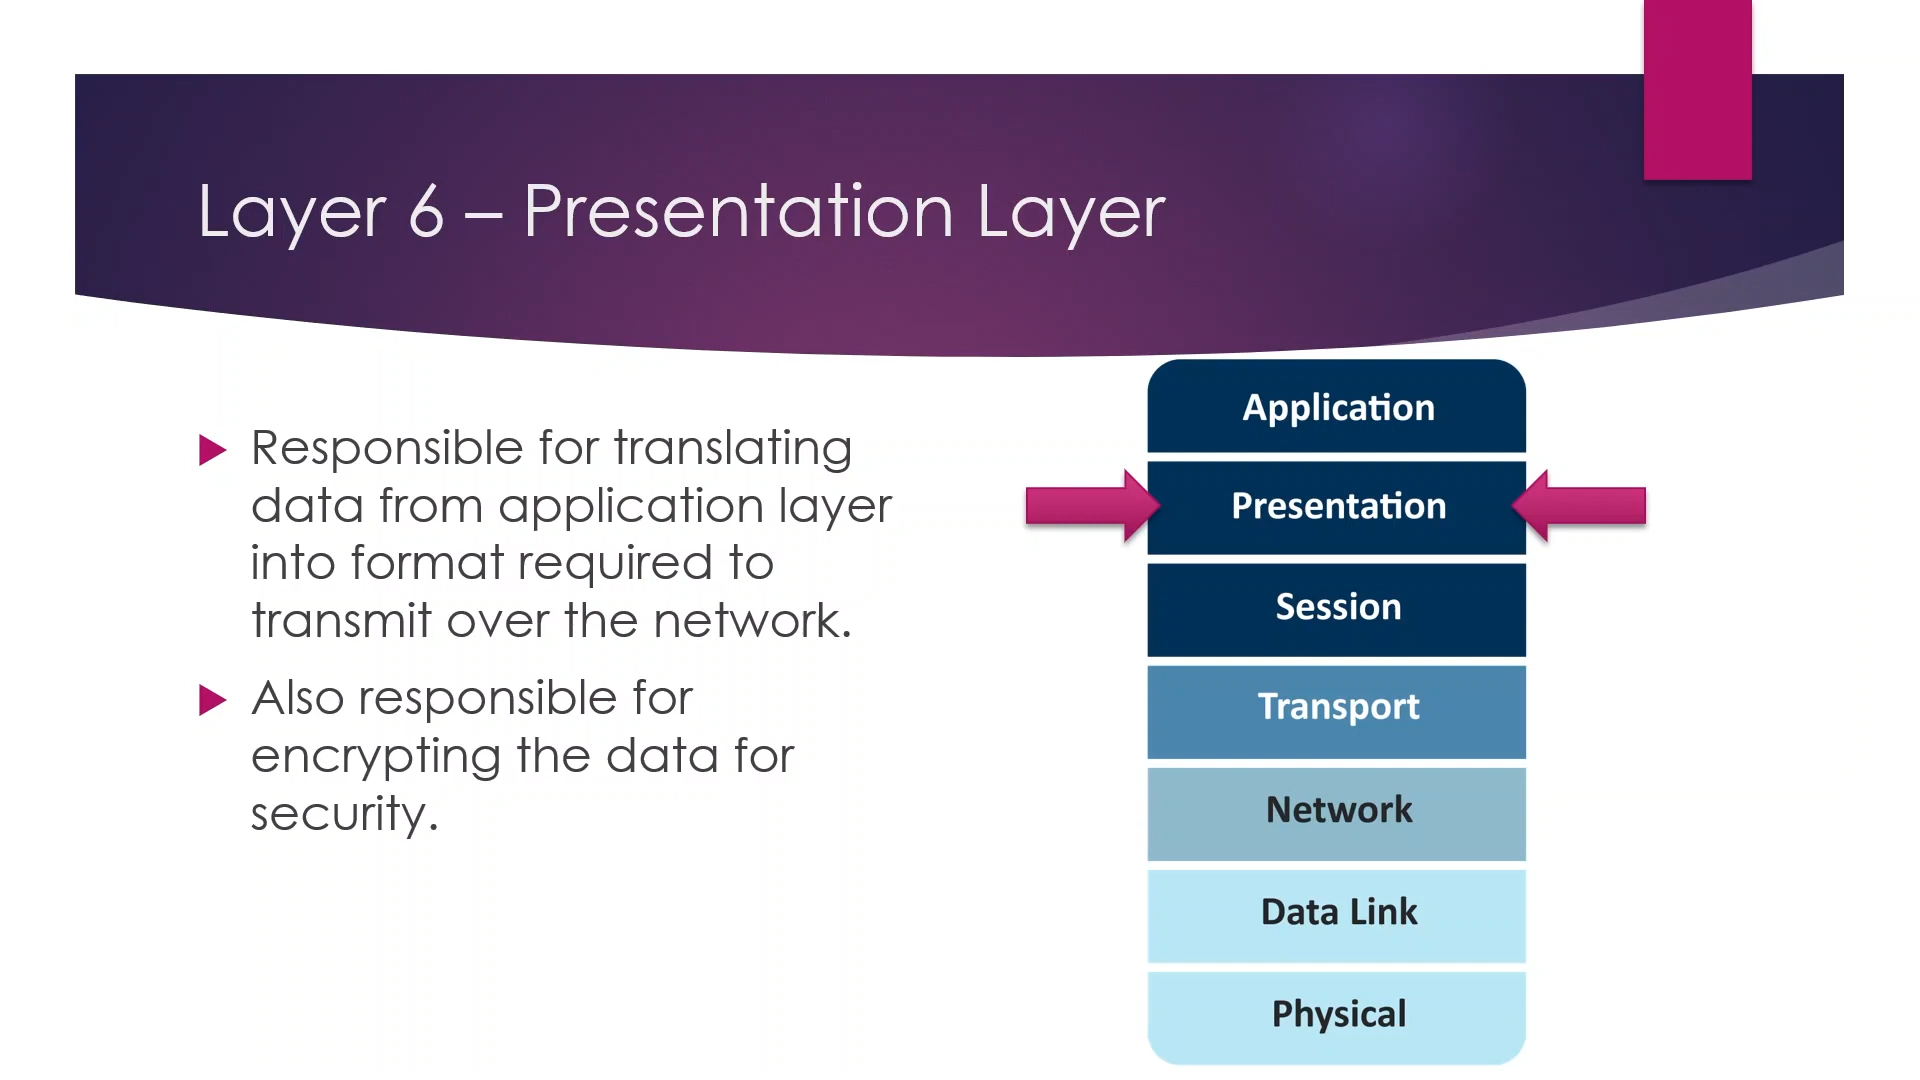 Layer 6 – Presentation Layer
Responsible for translating
data from application layer
into format required to
transmit over the network.
Also responsible for
encrypting the data for
security.
Application
Presentation
Session
Transport
Network
Data Link
Physical